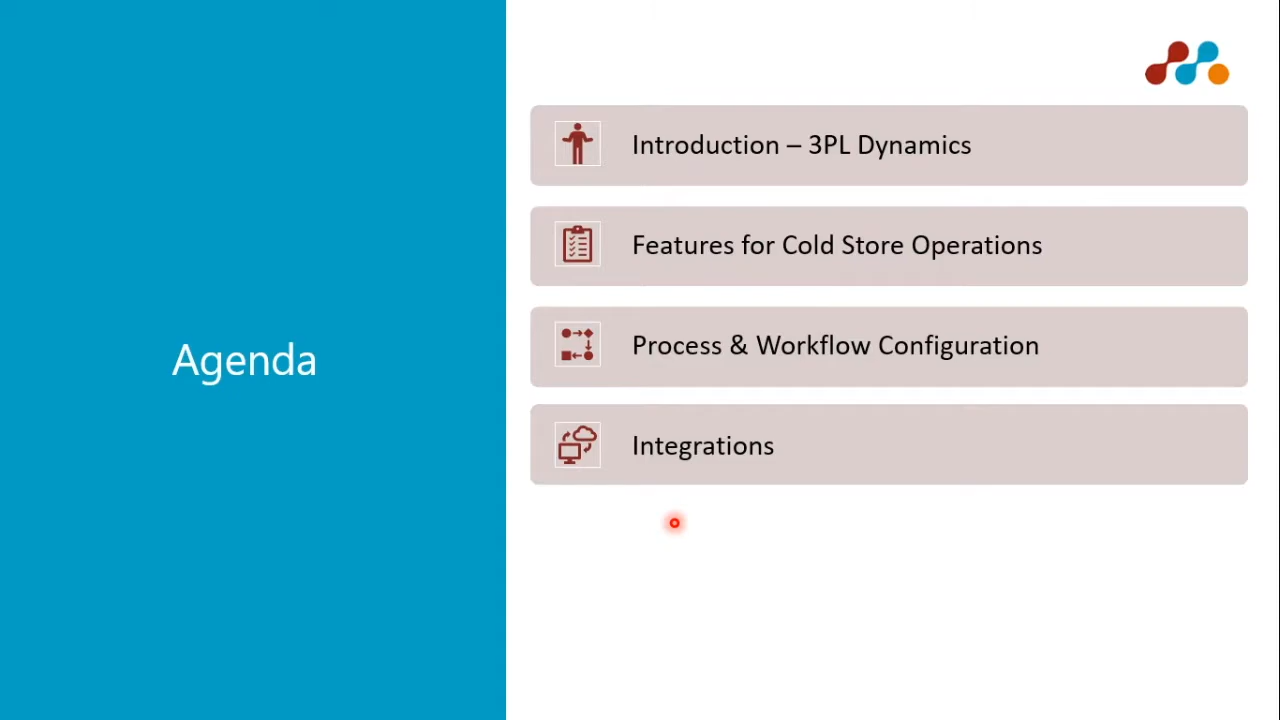 Agenda
Introduction – 3PL Dynamics
Features for Cold Store Operations
Process & Workflow Configuration
Integrations